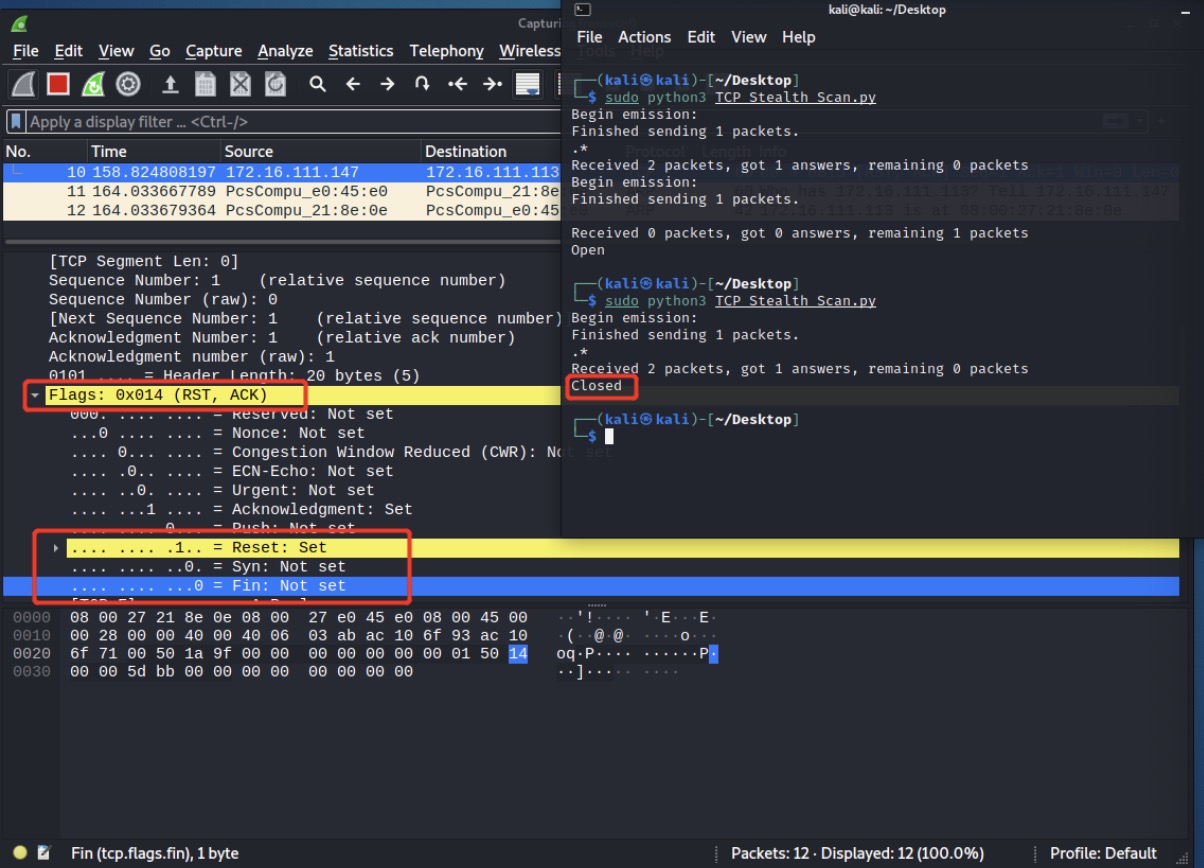 Capturi
File Edit View Go Capture Analyze Statistics Telephony Wireless Tools Help
Apply a display filter … <Ctrl-/>
No. Time Source Destination Protocol Length Info
10 158.824808197 172.16.111.147 172.16.111.113
11 164.033667789 PcsCompu_e0:45:e0 PcsCompu_21:8e
12 164.033679364 PcsCompu_21:8e:0e PcsCompu_e0:45
[TCP Segment Len: 0]
Sequence Number: 1 (relative sequence number)
Sequence Number (raw): 0
[Next Sequence Number: 1 (relative sequence number)
Acknowledgment Number: 1 (relative ack number)
Acknowledgment number (raw): 1
0101 .... = Header Length: 20 bytes (5)
Flags: 0x014 (RST, ACK)
000. .... .... = Reserved: Not set
...0 .... .... = Nonce: Not set
.... 0... .... = Congestion Window Reduced (CWR): Not set
.... .0.. .... = ECN-Echo: Not set
.... ..0. .... = Urgent: Not set
.... ...1 .... = Acknowledgment: Set
.... .... 0... = Push: Not set
.... .... .1.. = Reset: Set
.... .... ..0. = Syn: Not set
.... .... ...0 = Fin: Not set
0000 08 00 27 21 8e 0e 08 00 27 e0 45 e0 08 00 45 00 ··'!···· '·E···E·
0010 00 28 00 00 40 00 40 06 03 ab ac 10 6f 93 ac 10 ·(··@·@· ····o···
0020 6f 71 00 50 1a 9f 00 00 00 00 00 00 00 01 50 14 oq·P···· ······P·
0030 00 00 5d bb 00 00 00 00 00 00 00 00 ··]····· ····
Fin (tcp.flags.fin), 1 byte
Packets: 12 · Displayed: 12 (100.0%)
Profile: Default
kali@kali: ~/Desktop
File Actions Edit View Help
┌──(kali㉿kali)-[~/Desktop]
└─$ sudo python3 TCP_Stealth_Scan.py
Begin emission:
Finished sending 1 packets.
.*
Received 2 packets, got 1 answers, remaining 0 packets
Begin emission:
Finished sending 1 packets.
Received 0 packets, got 0 answers, remaining 1 packets
Open
┌──(kali㉿kali)-[~/Desktop]
└─$ sudo python3 TCP_Stealth_Scan.py
Begin emission:
Finished sending 1 packets.
.*
Received 2 packets, got 1 answers, remaining 0 packets
Closed
┌──(kali㉿kali)-[~/Desktop]
└─$